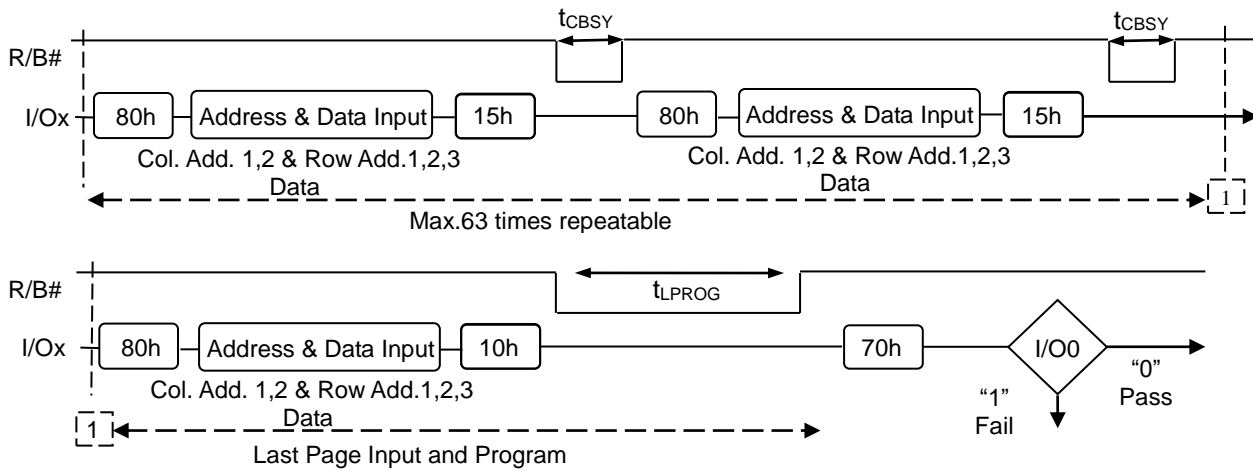 tCBSY tCBSY
R/B#
I/Ox 80h Address & Data Input 15h 80h Address & Data Input 15h
Col. Add. 1,2 & Row Add.1,2,3 Col. Add. 1,2 & Row Add.1,2,3
Data Data
1
Max.63 times repeatable
R/B#
tLPROG
I/Ox 80h Address & Data Input 10h 70h I/O0
“0”
Col. Add. 1,2 & Row Add.1,2,3 “1” Pass
Data Fail
1
Last Page Input and Program